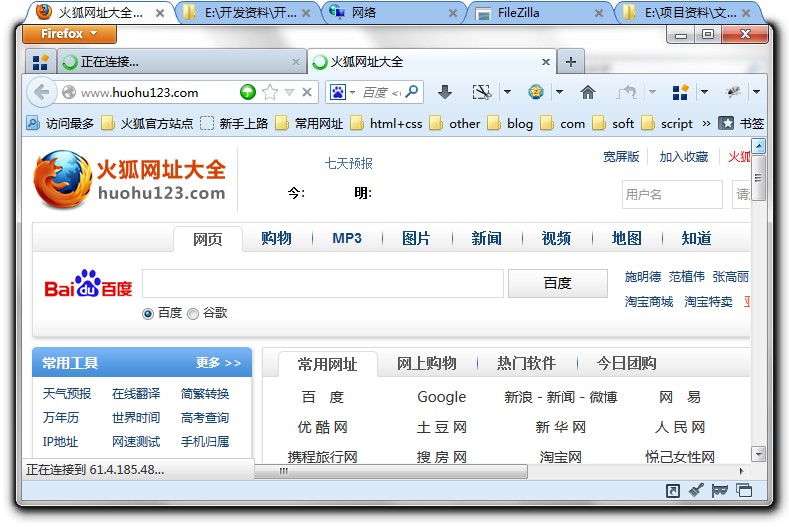 火狐网址大全... E:\开发资料\开... 网络 FileZilla E:\项目资料\文...
Firefox
正在连接... 火狐网址大全
www.huohu123.com 百度
访问最多 火狐官方站点 新手上路 常用网址 html+css other blog com soft script » 书签
火狐网址大全
huohu123.com
七天预报
今: 明:
宽屏版 加入收藏 火狐
用户名 请
网页 购物 MP3 图片 新闻 视频 地图 知道
Bai du 百度
百度
施明德 范植伟 张高丽
淘宝商城 淘宝特卖
百度 谷歌
常用工具 更多 >>
常用网址 网上购物 热门软件 今日团购
天气预报 在线翻译 简繁转换
百 度 Google 新浪 - 新闻 - 微博 网 易
万年历 世界时间 高考查询
优 酷 网 土 豆 网 新 华 网 人 民 网
IP地址 网速测试 手机归属
携程旅行网 搜 房 网 淘宝网 悦己女性网
正在连接到 61.4.185.48...